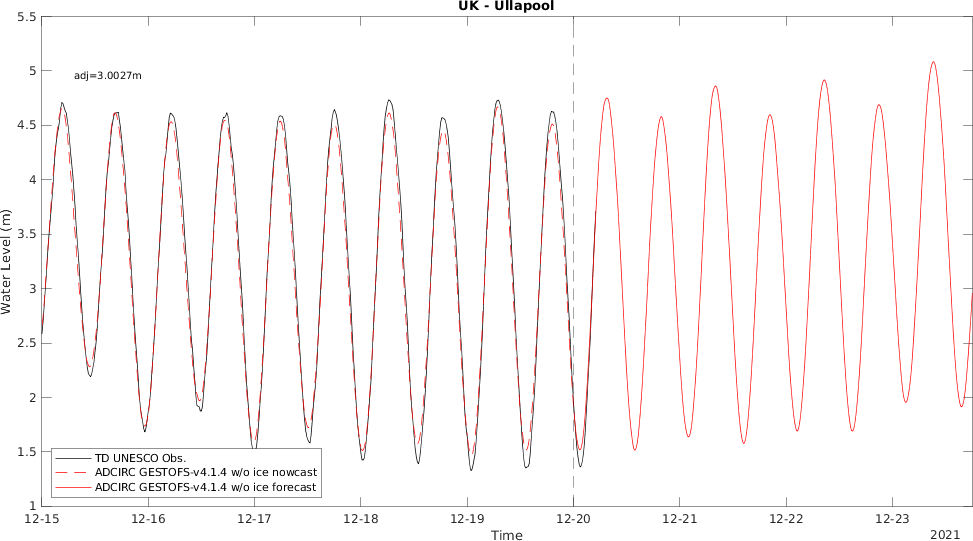 UK - Ullapool
5.5
5
4.5
4
3.5
3
2.5
2
1.5
1
Water Level (m)
adj=3.0027m
TD UNESCO Obs.
ADCIRC GESTOFS-v4.1.4 w/o ice nowcast
ADCIRC GESTOFS-v4.1.4 w/o ice forecast
12-15 12-16 12-17 12-18 12-19 12-20 12-21 12-22 12-23
Time
2021